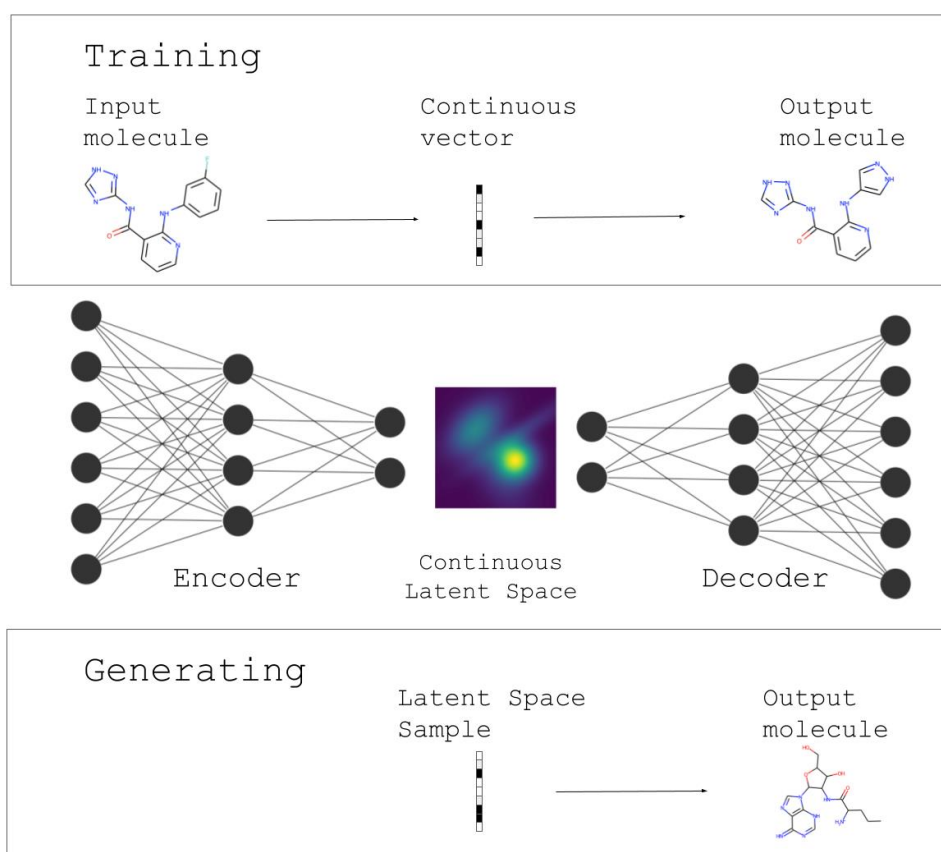 Training
Input
molecule
Continuous
vector
Output
molecule
Encoder
Continuous
Latent Space
Decoder
Generating
Latent Space
Sample
Output
molecule